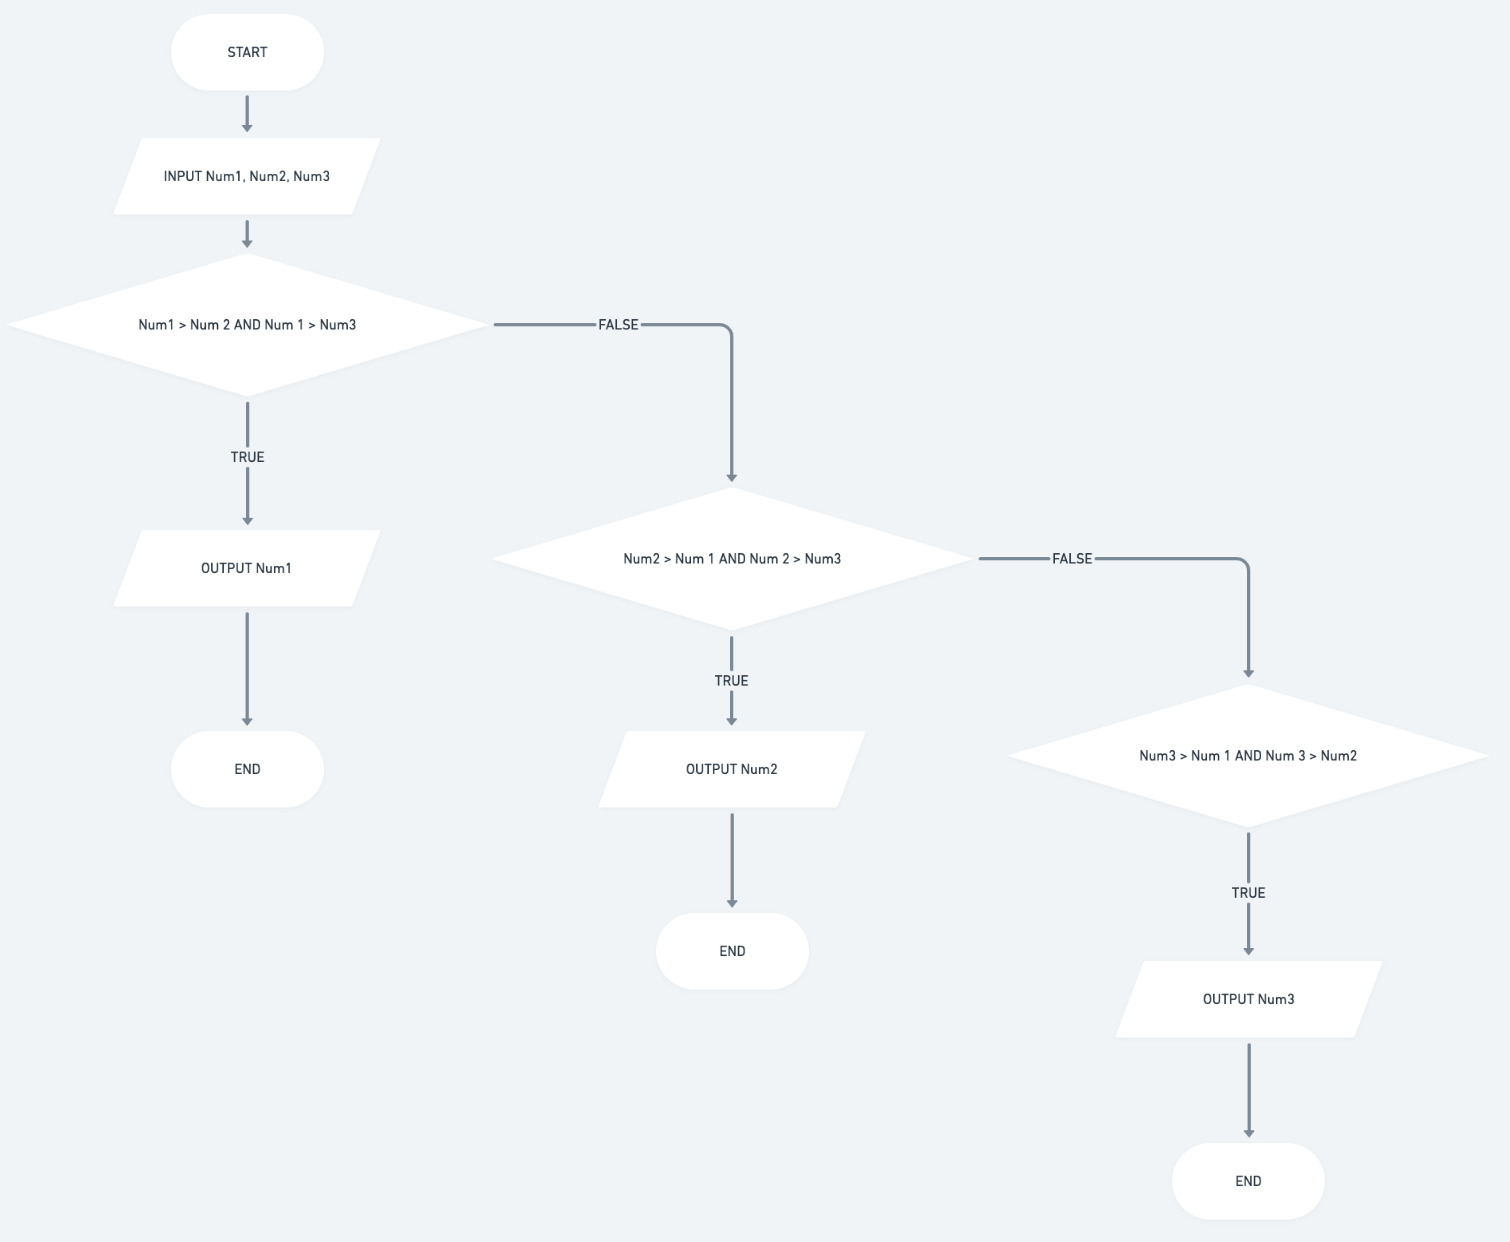 START
INPUT Num1, Num2, Num3
Num1 > Num 2 AND Num 1 > Num3
FALSE
TRUE
OUTPUT Num1
END
Num2 > Num 1 AND Num 2 > Num3
FALSE
TRUE
OUTPUT Num2
END
Num3 > Num 1 AND Num 3 > Num2
TRUE
OUTPUT Num3
END